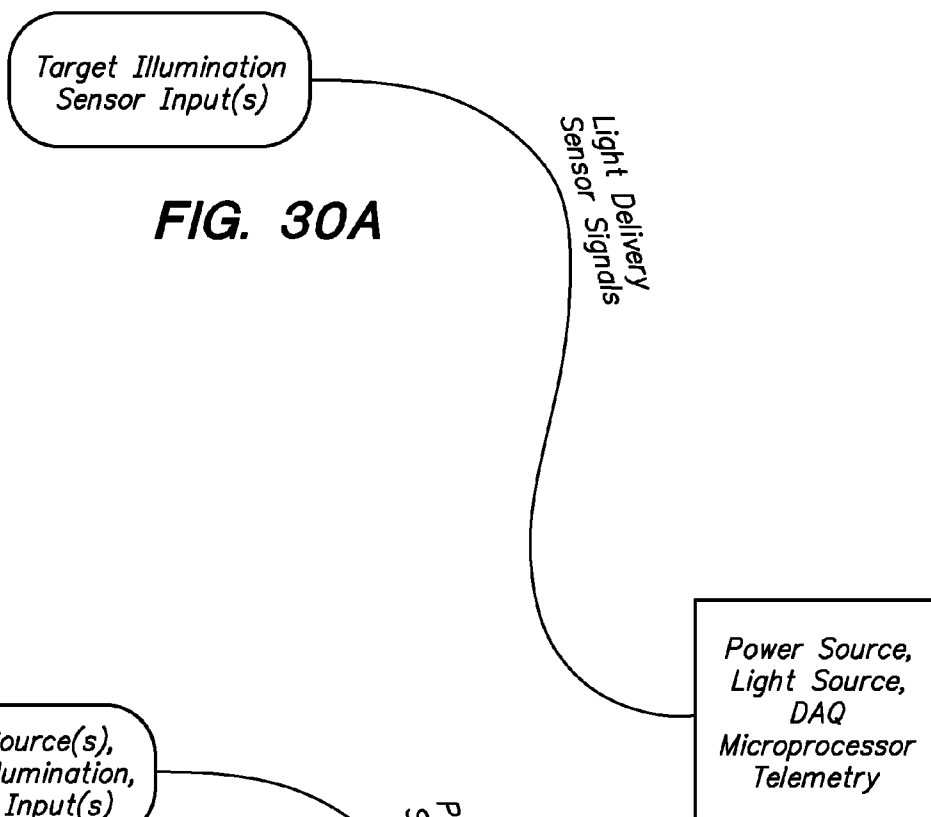 Target Illumination
Sensor Input(s)
FIG. 30A
Light Delivery
Sensor Signals
Power Source,
Light Source,
DAQ
Microprocessor
Telemetry
Input(s)